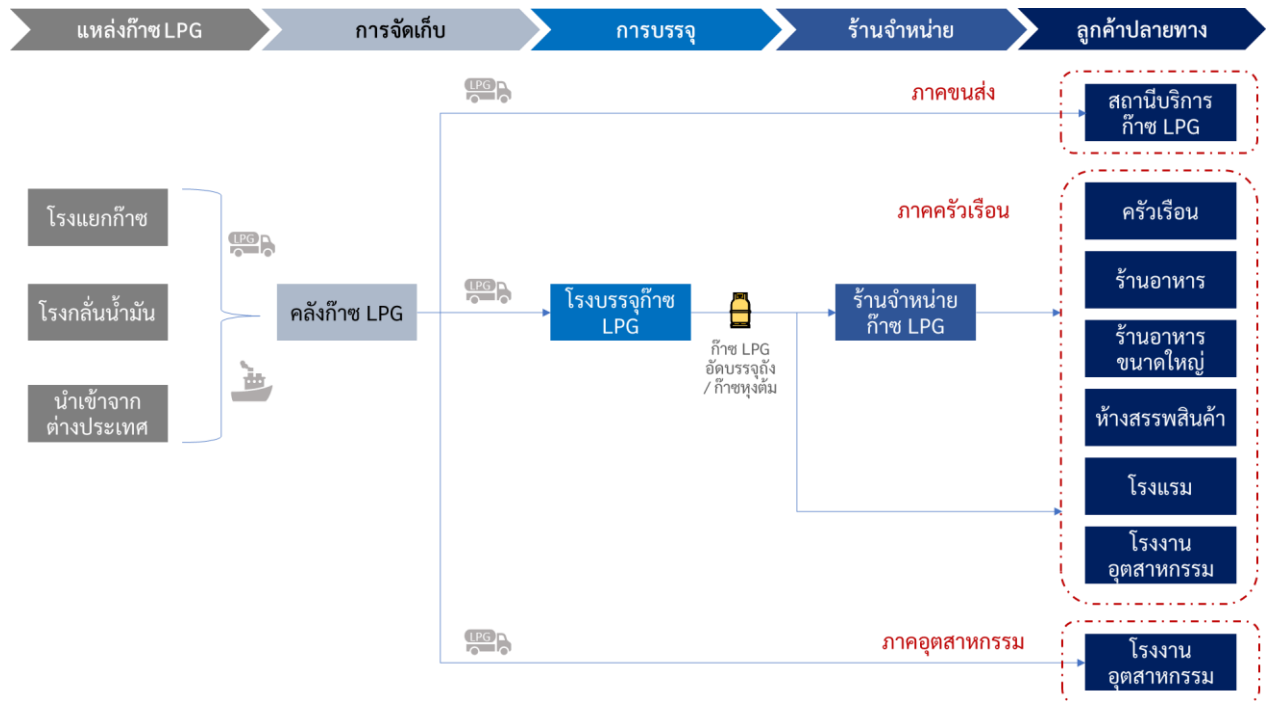 แหล่งก๊าซ LPG
การจัดเก็บ
การบรรจุ
ร้านจำหน่าย
ลูกค้าปลายทาง
LPG
ภาคขนส่ง
สถานีบริการ
ก๊าซ LPG
โรงแยกก๊าซ
LPG
ภาคครัวเรือน
ครัวเรือน
ร้านอาหาร
โรงกลั่นน้ำมัน
คลังก๊าซ LPG
LPG
โรงบรรจุก๊าซ
LPG
ก๊าซ LPG
อัดบรรจุถัง
/ ก๊าซหุงต้ม
ร้านจำหน่าย
ก๊าซ LPG
ร้านอาหาร
ขนาดใหญ่
นำเข้าจาก
ต่างประเทศ
ห้างสรรพสินค้า
โรงแรม
โรงงาน
อุตสาหกรรม
LPG
ภาคอุตสาหกรรม
โรงงาน
อุตสาหกรรม